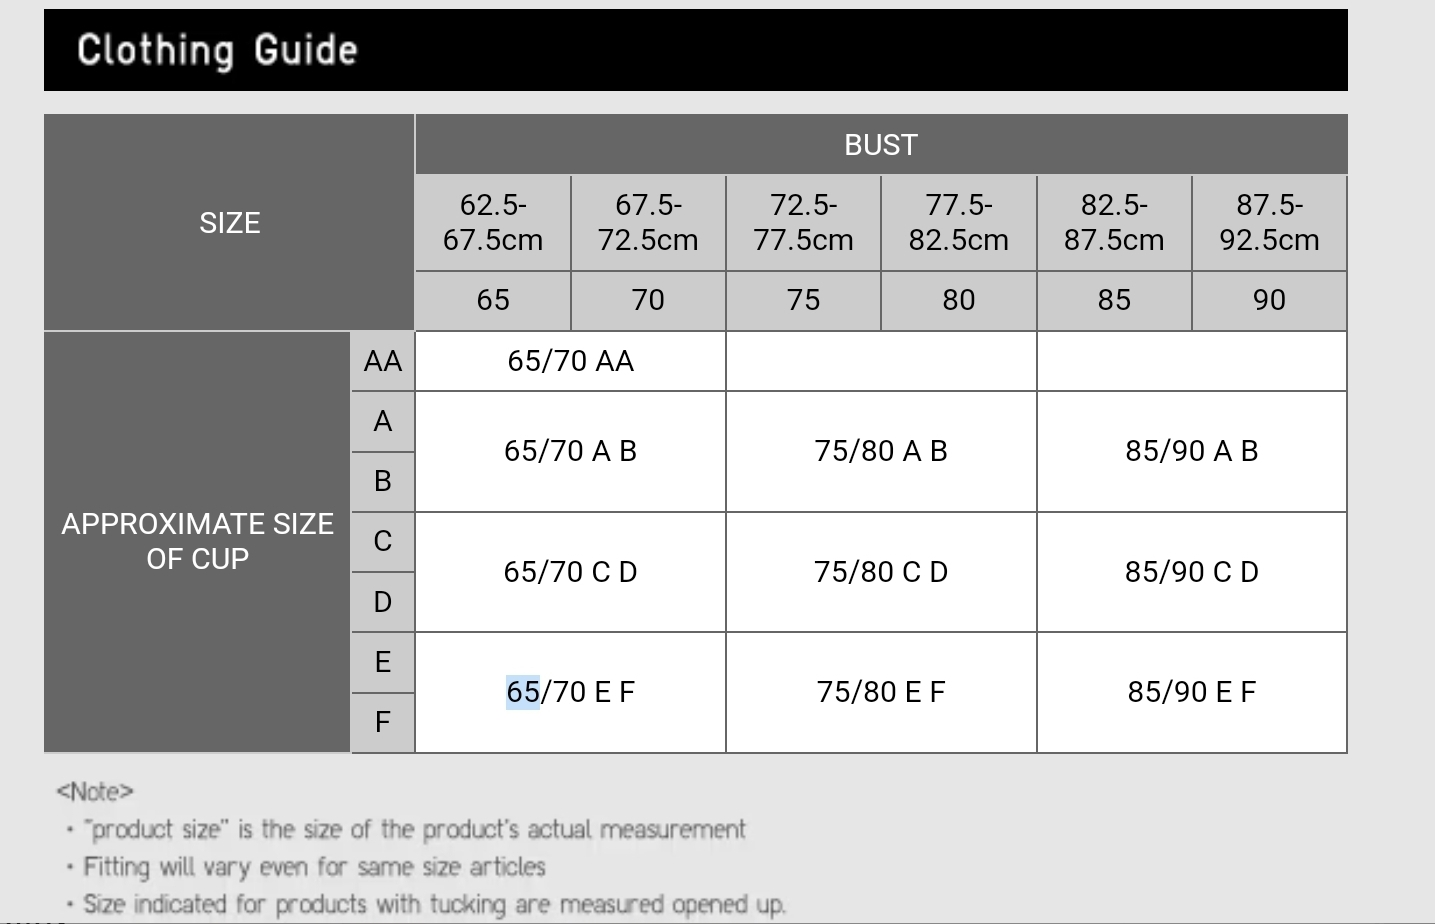 Clothing Guide
SIZE
BUST
62.5-
67.5cm
67.5-
72.5cm
72.5-
77.5cm
77.5-
82.5cm
82.5-
87.5cm
87.5-
92.5cm
65 70 75 80 85 90
APPROXIMATE SIZE
OF CUP
AA 65/70 AA
A
B
65/70 A B 75/80 A B 85/90 A B
C
D
65/70 C D 75/80 C D 85/90 C D
E
F
65/70 E F 75/80 E F 85/90 E F
<Note>
・"product size" is the size of the product's actual measurement
・Fitting will vary even for same size articles
・Size indicated for products with tucking are measured opened up.